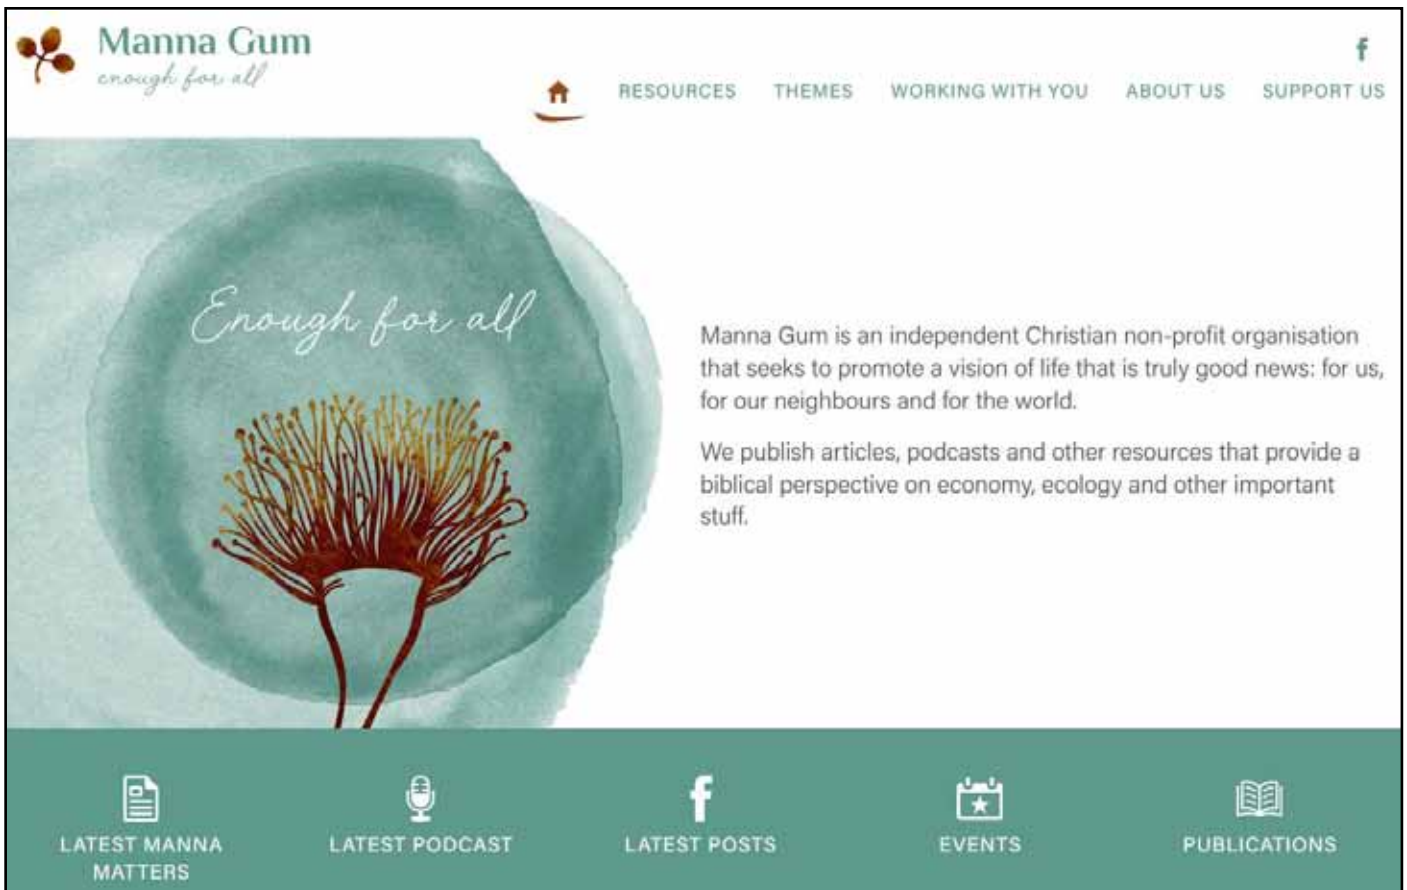 Manna Gum
enough for all
f
RESOURCES THEMES WORKING WITH YOU ABOUT US SUPPORT US
Enough for all
Manna Gum is an independent Christian non-profit organisation
that seeks to promote a vision of life that is truly good news: for us,
for our neighbours and for the world.
We publish articles, podcasts and other resources that provide a
biblical perspective on economy, ecology and other important
stuff.
f
LATEST MANNA
MATTERS
LATEST PODCAST
LATEST POSTS
EVENTS
PUBLICATIONS